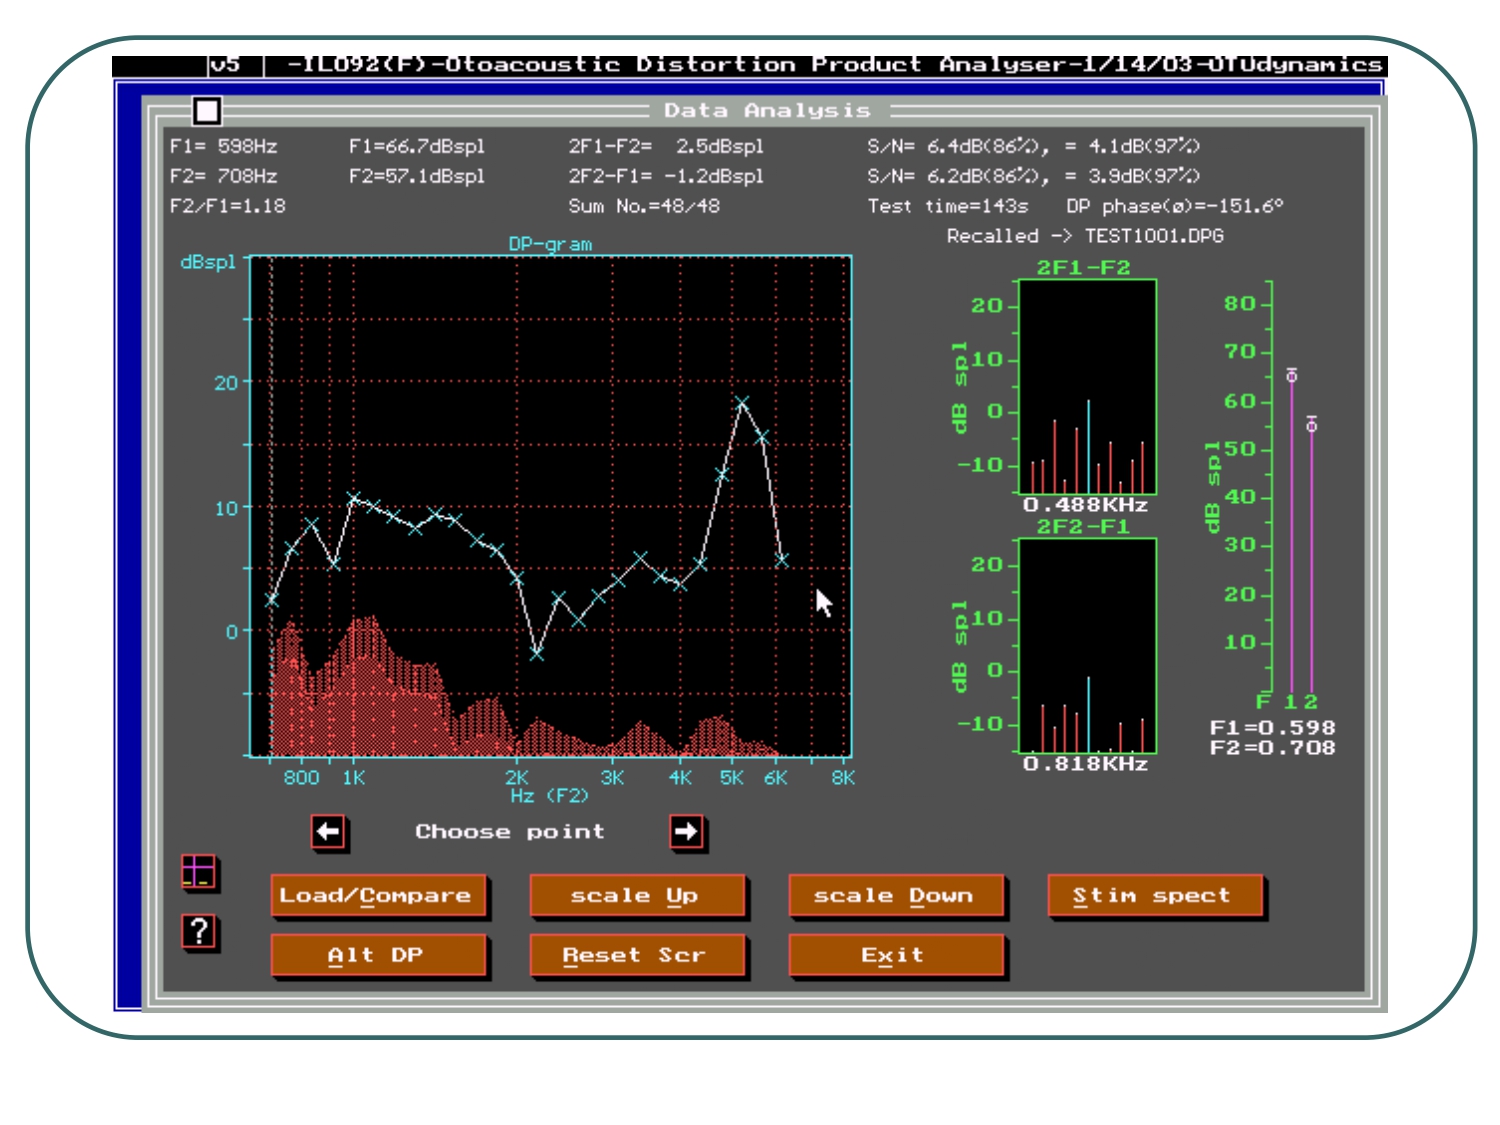 v5 -ILO92(F)-Otoacoustic Distortion Product Analyser-1/14/03-OTOdynamics
Data Analysis
F1= 598Hz F1=66.7dBspl 2F1-F2= 2.5dBspl S/N= 6.4dB(86%), = 4.1dB(97%)
F2= 708Hz F2=57.1dBspl 2F2-F1= -1.2dBspl S/N= 6.2dB(86%), = 3.9dB(97%)
F2/F1=1.18 Sum No.=48/48 Test time=143s DP phase(ø)=-151.6°
Recalled -> TEST1001.DPG
DP-gram
dBspl
20
10
0
800 1K 2K 3K 4K 5K 6K 8K
Hz (F2)
2F1-F2
20
10
0
-10
dB spl
0.488KHz
2F2-F1
20
10
0
-10
dB spl
0.818KHz
80
70
60
50
40
30
20
10
dB spl
F 1 2
F1=0.598
F2=0.708
Choose point
Load/Compare scale Up scale Down Stim spect
?
Alt DP Reset Scr Exit